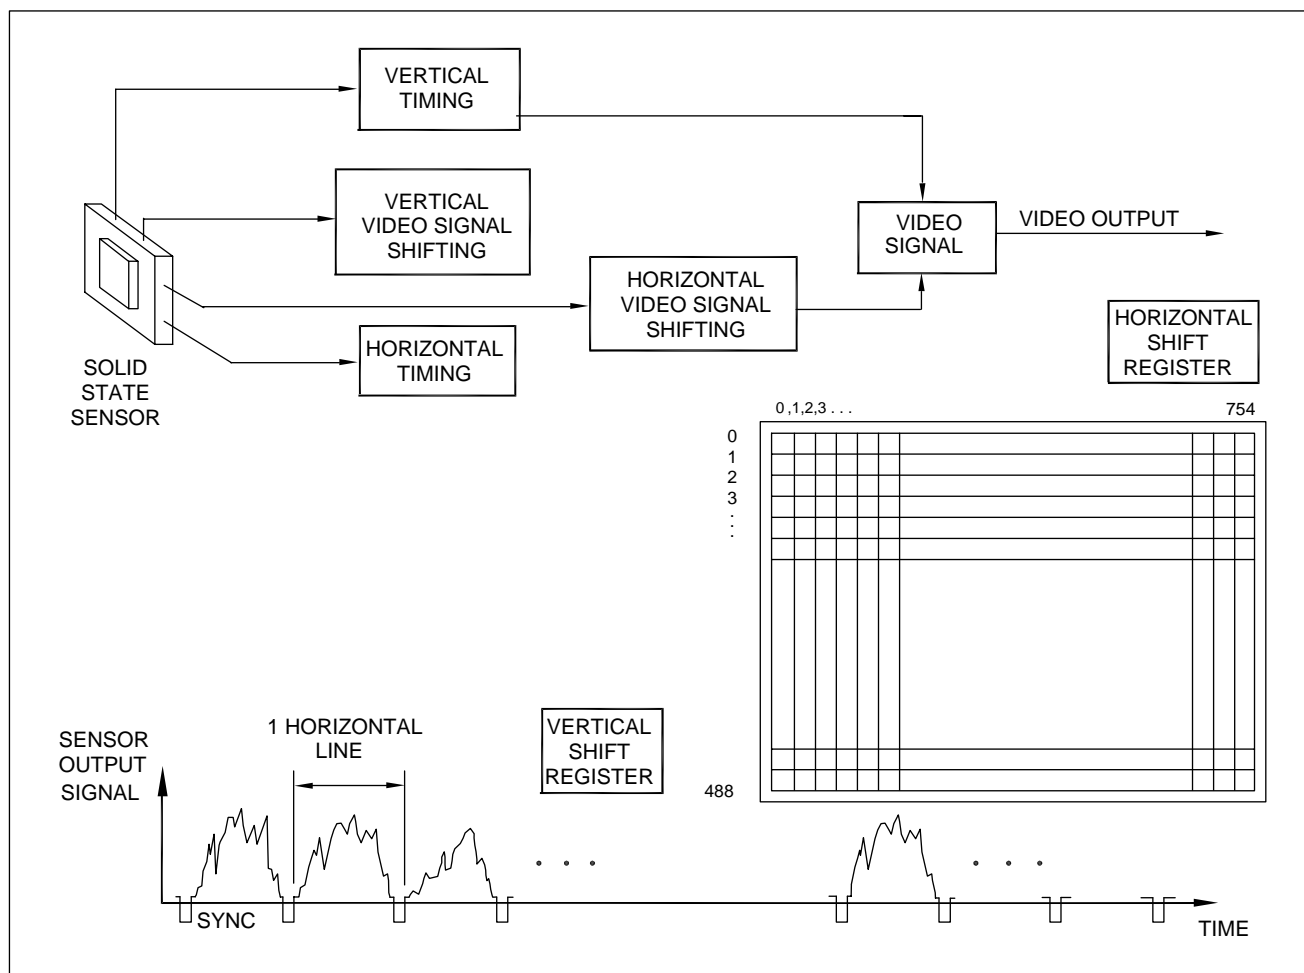 VERTICAL
TIMING
VERTICAL
VIDEO SIGNAL
SHIFTING
VIDEO
SIGNAL
VIDEO OUTPUT
HORIZONTAL
VIDEO SIGNAL
SHIFTING
HORIZONTAL
TIMING
SOLID
STATE
SENSOR
HORIZONTAL
SHIFT
REGISTER
0 ,1,2,3 . . .
754
0
1
2
3
.
.
.
488
SENSOR
OUTPUT
SIGNAL
1 HORIZONTAL
LINE
VERTICAL
SHIFT
REGISTER
. . .
. . .
SYNC
TIME